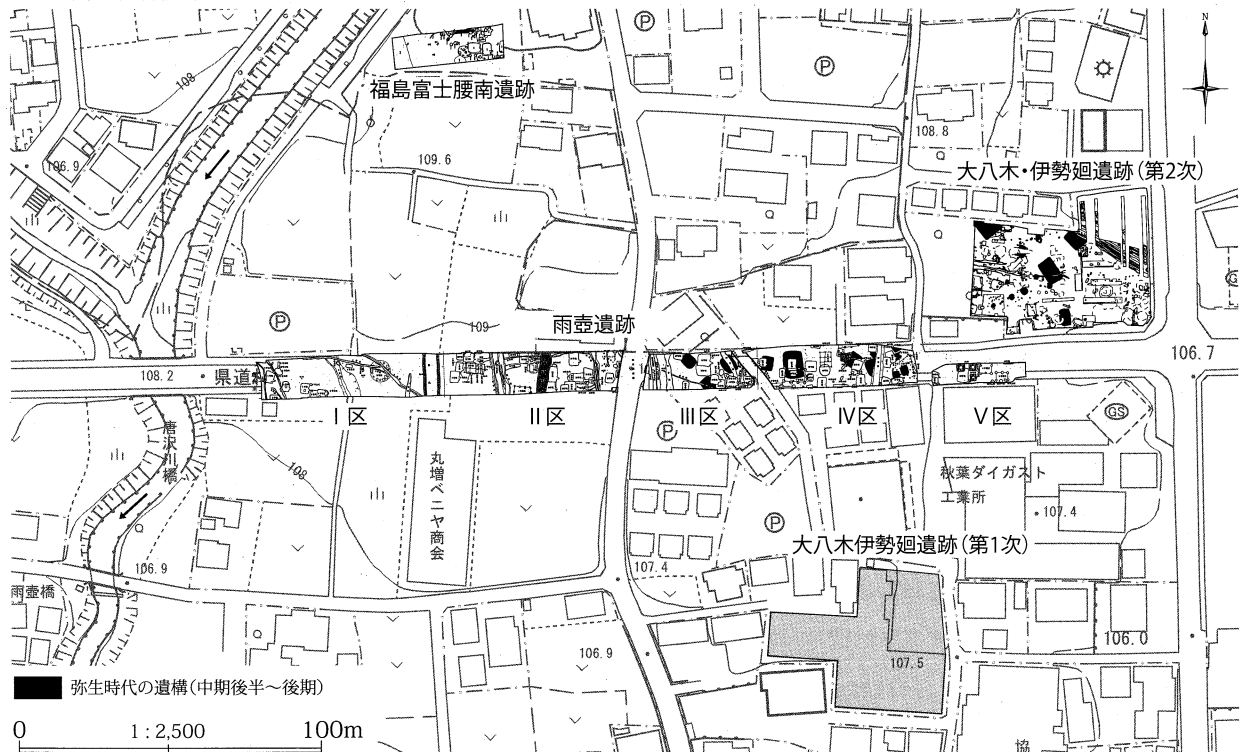 N
Ⓟ
福島富士腰南遺跡
108
Ⓟ
106.9
109.6
108.8
大八木・伊勢廻遺跡(第2次)
Ⓟ
109
雨壺遺跡
106.7
108.2
県道
Ⅰ区
Ⅱ区
Ⅲ区
Ⅳ区
Ⅴ区
Ⓟ
GS
唐沢川橋
108
丸増ベニヤ商会
秋葉ダイガスト
工業所
107.4
Ⓟ
大八木伊勢廻遺跡(第1次)
106.9
107.4
雨壺橋
106.9
107.5
106.0
弥生時代の遺構(中期後半～後期)
0
1:2,500
100m
協